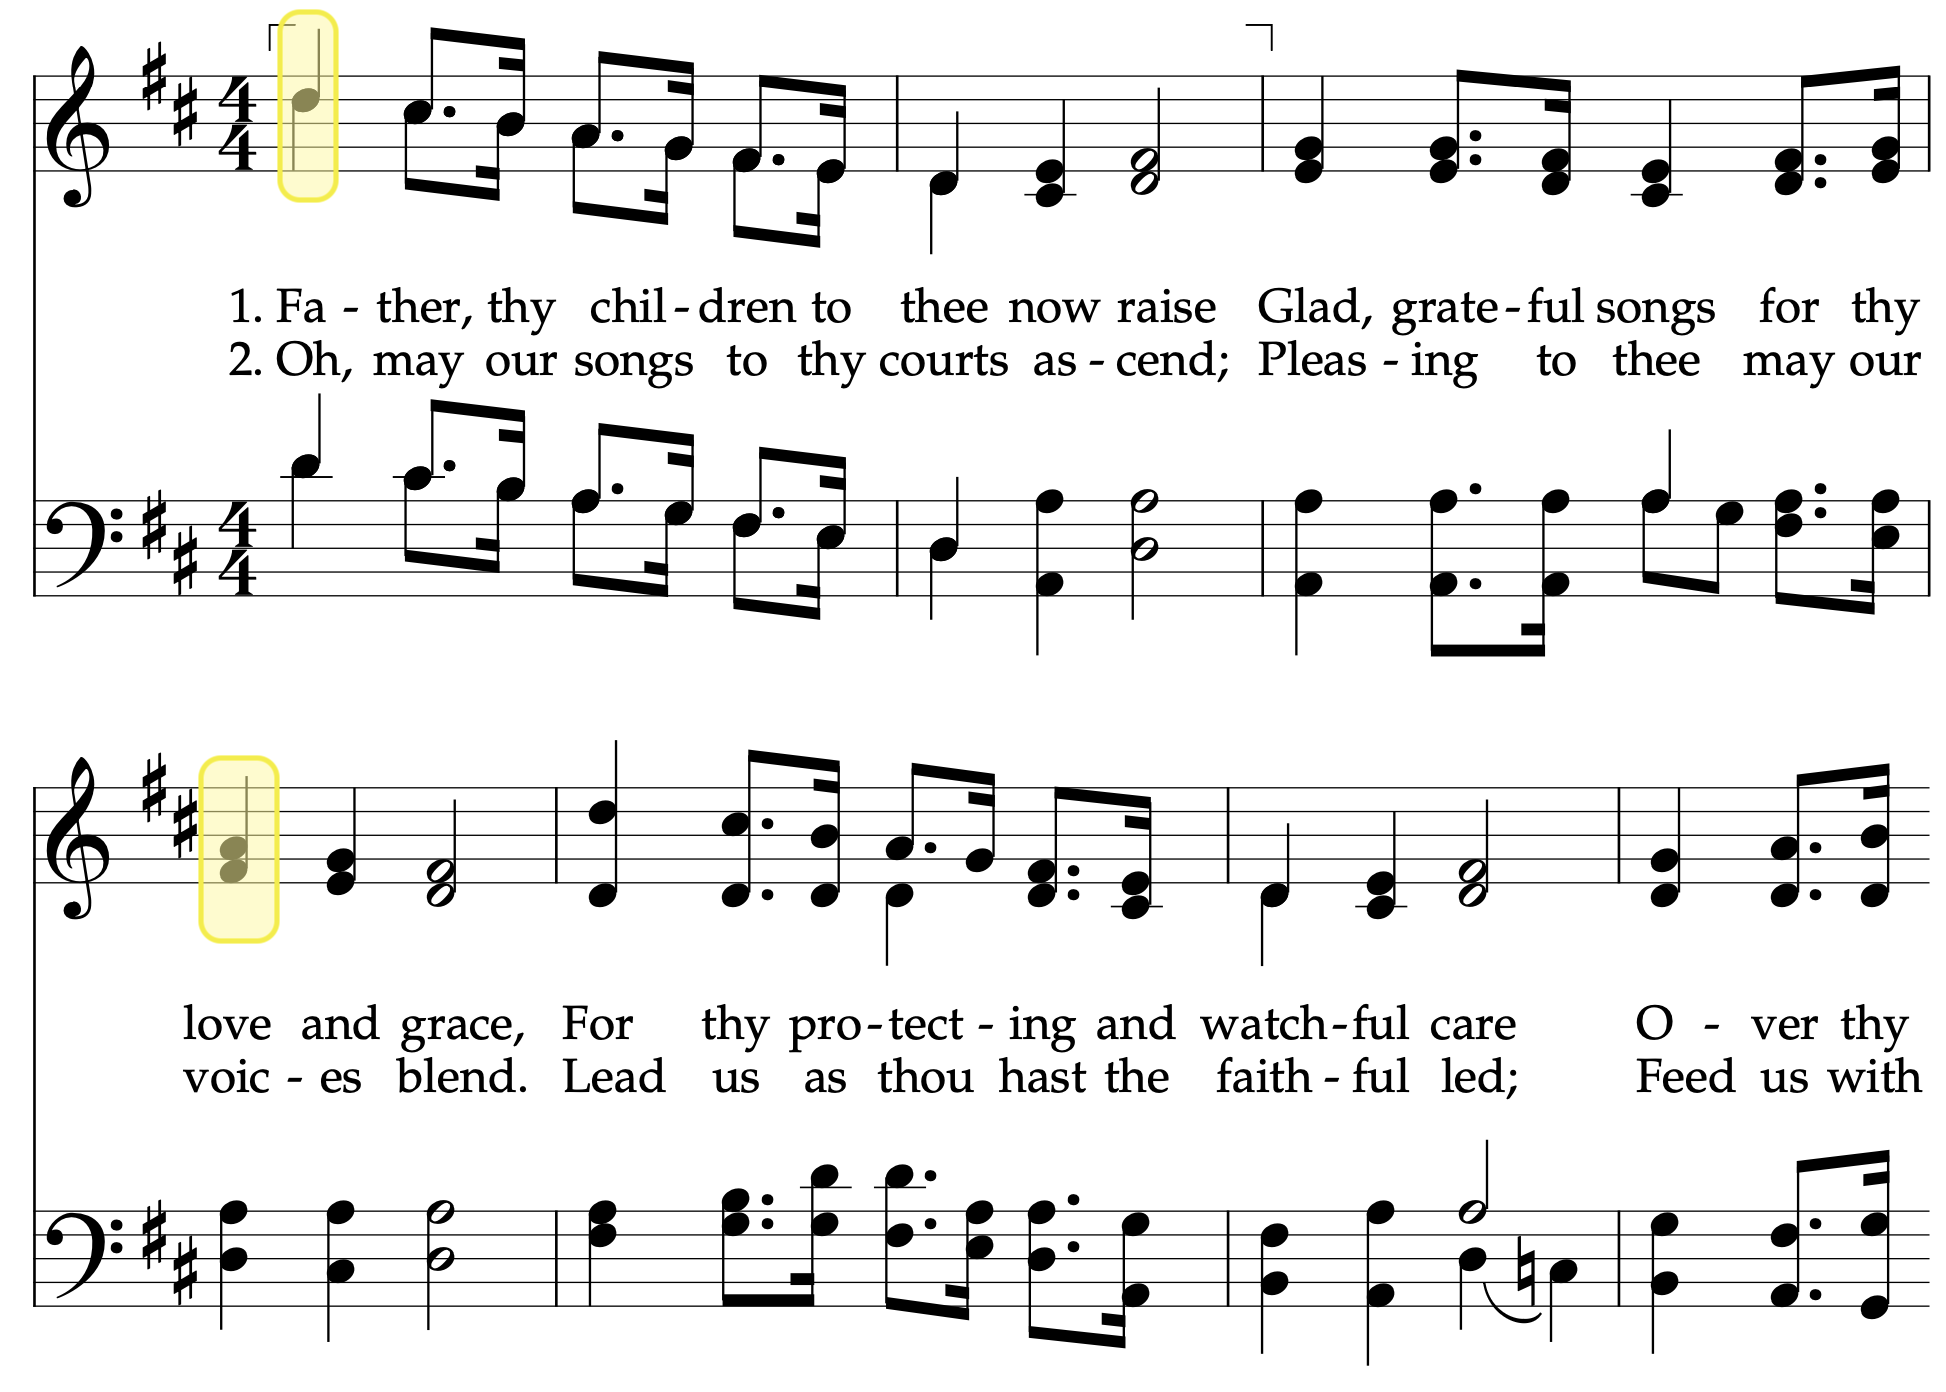 1. Fa - ther, thy chil - dren to thee now raise Glad, grate - ful songs for thy
2. Oh, may our songs to thy courts as - cend; Pleas - ing to thee may our
love and grace, For thy pro - tect - ing and watch - ful care O - ver thy
voic - es blend. Lead us as thou hast the faith - ful led; Feed us with